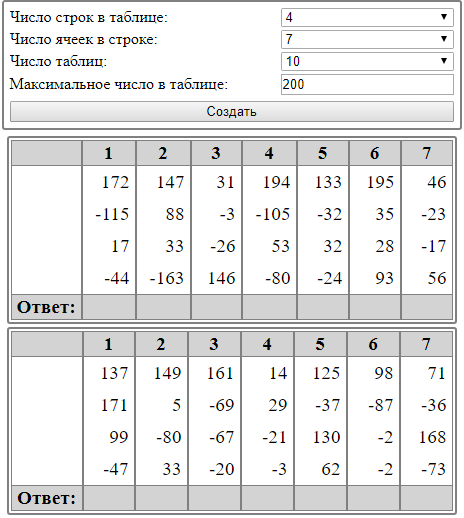 Число строк в таблице: 4
Число ячеек в строке: 7
Число таблиц: 10
Максимальное число в таблице: 200
Создать
1 2 3 4 5 6 7
172 147 31 194 133 195 46
-115 88 -3 -105 -32 35 -23
17 33 -26 53 32 28 -17
-44 -163 146 -80 -24 93 56
Ответ:
1 2 3 4 5 6 7
137 149 161 14 125 98 71
171 5 -69 29 -37 -87 -36
99 -80 -67 -21 130 -2 168
-47 33 -20 -3 62 -2 -73
Ответ: